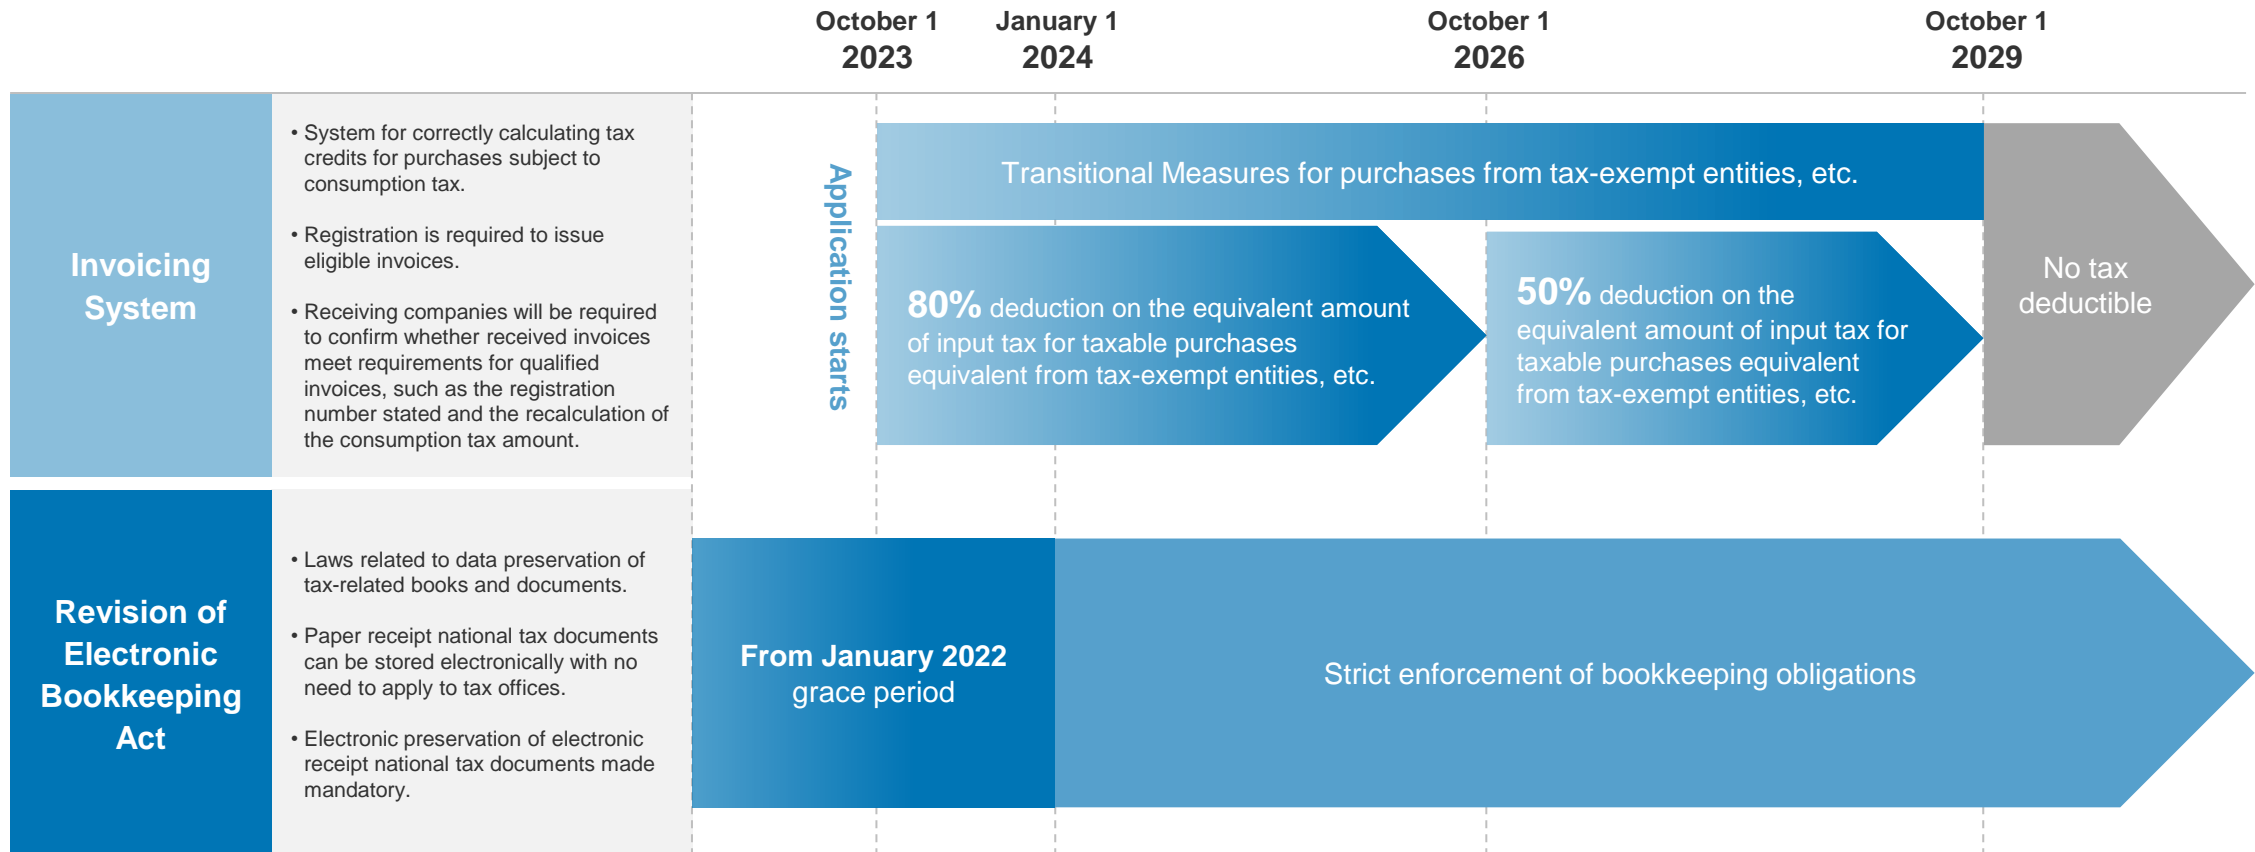 October 1
2023
January 1
2024
October 1
2026
October 1
2029
Invoicing
System
• System for correctly calculating tax
credits for purchases subject to
consumption tax.
• Registration is required to issue
eligible invoices.
• Receiving companies will be required
to confirm whether received invoices
meet requirements for qualified
invoices, such as the registration
number stated and the recalculation of
the consumption tax amount.
Application starts
Transitional Measures for purchases from tax-exempt entities, etc.
80% deduction on the equivalent amount
of input tax for taxable purchases
equivalent from tax-exempt entities, etc.
50% deduction on the
equivalent amount of input tax for
taxable purchases equivalent
from tax-exempt entities, etc.
No tax
deductible
Revision of
Electronic
Bookkeeping
Act
• Laws related to data preservation of
tax-related books and documents.
• Paper receipt national tax documents
can be stored electronically with no
need to apply to tax offices.
• Electronic preservation of electronic
receipt national tax documents made
mandatory.
From January 2022
grace period
Strict enforcement of bookkeeping obligations